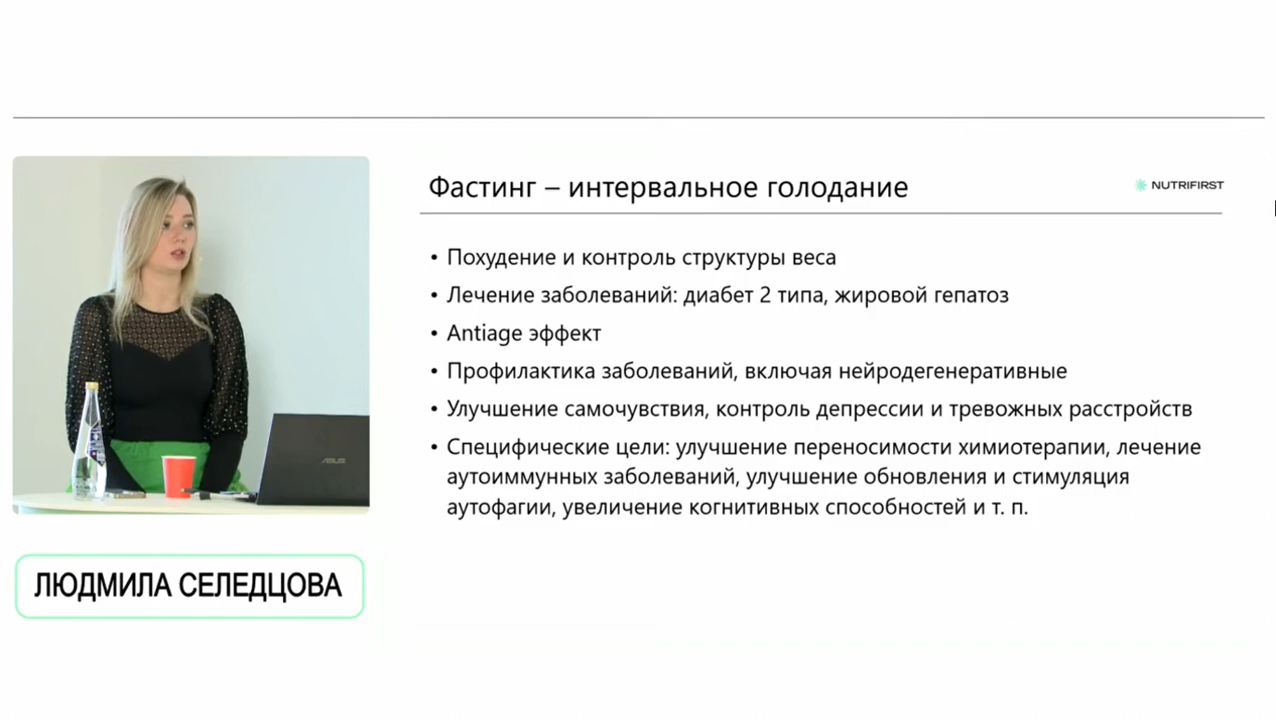 Фастинг – интервальное голодание
NUTRIFIRST
• Похудение и контроль структуры веса
• Лечение заболеваний: диабет 2 типа, жировой гепатоз
• Antiage эффект
• Профилактика заболеваний, включая нейродегенеративные
• Улучшение самочувствия, контроль депрессии и тревожных расстройств
• Специфические цели: улучшение переносимости химиотерапии, лечение
аутоиммунных заболеваний, улучшение обновления и стимуляция
аутофагии, увеличение когнитивных способностей и т. п.
ASUS
ЛЮДМИЛА СЕЛЕДЦОВА